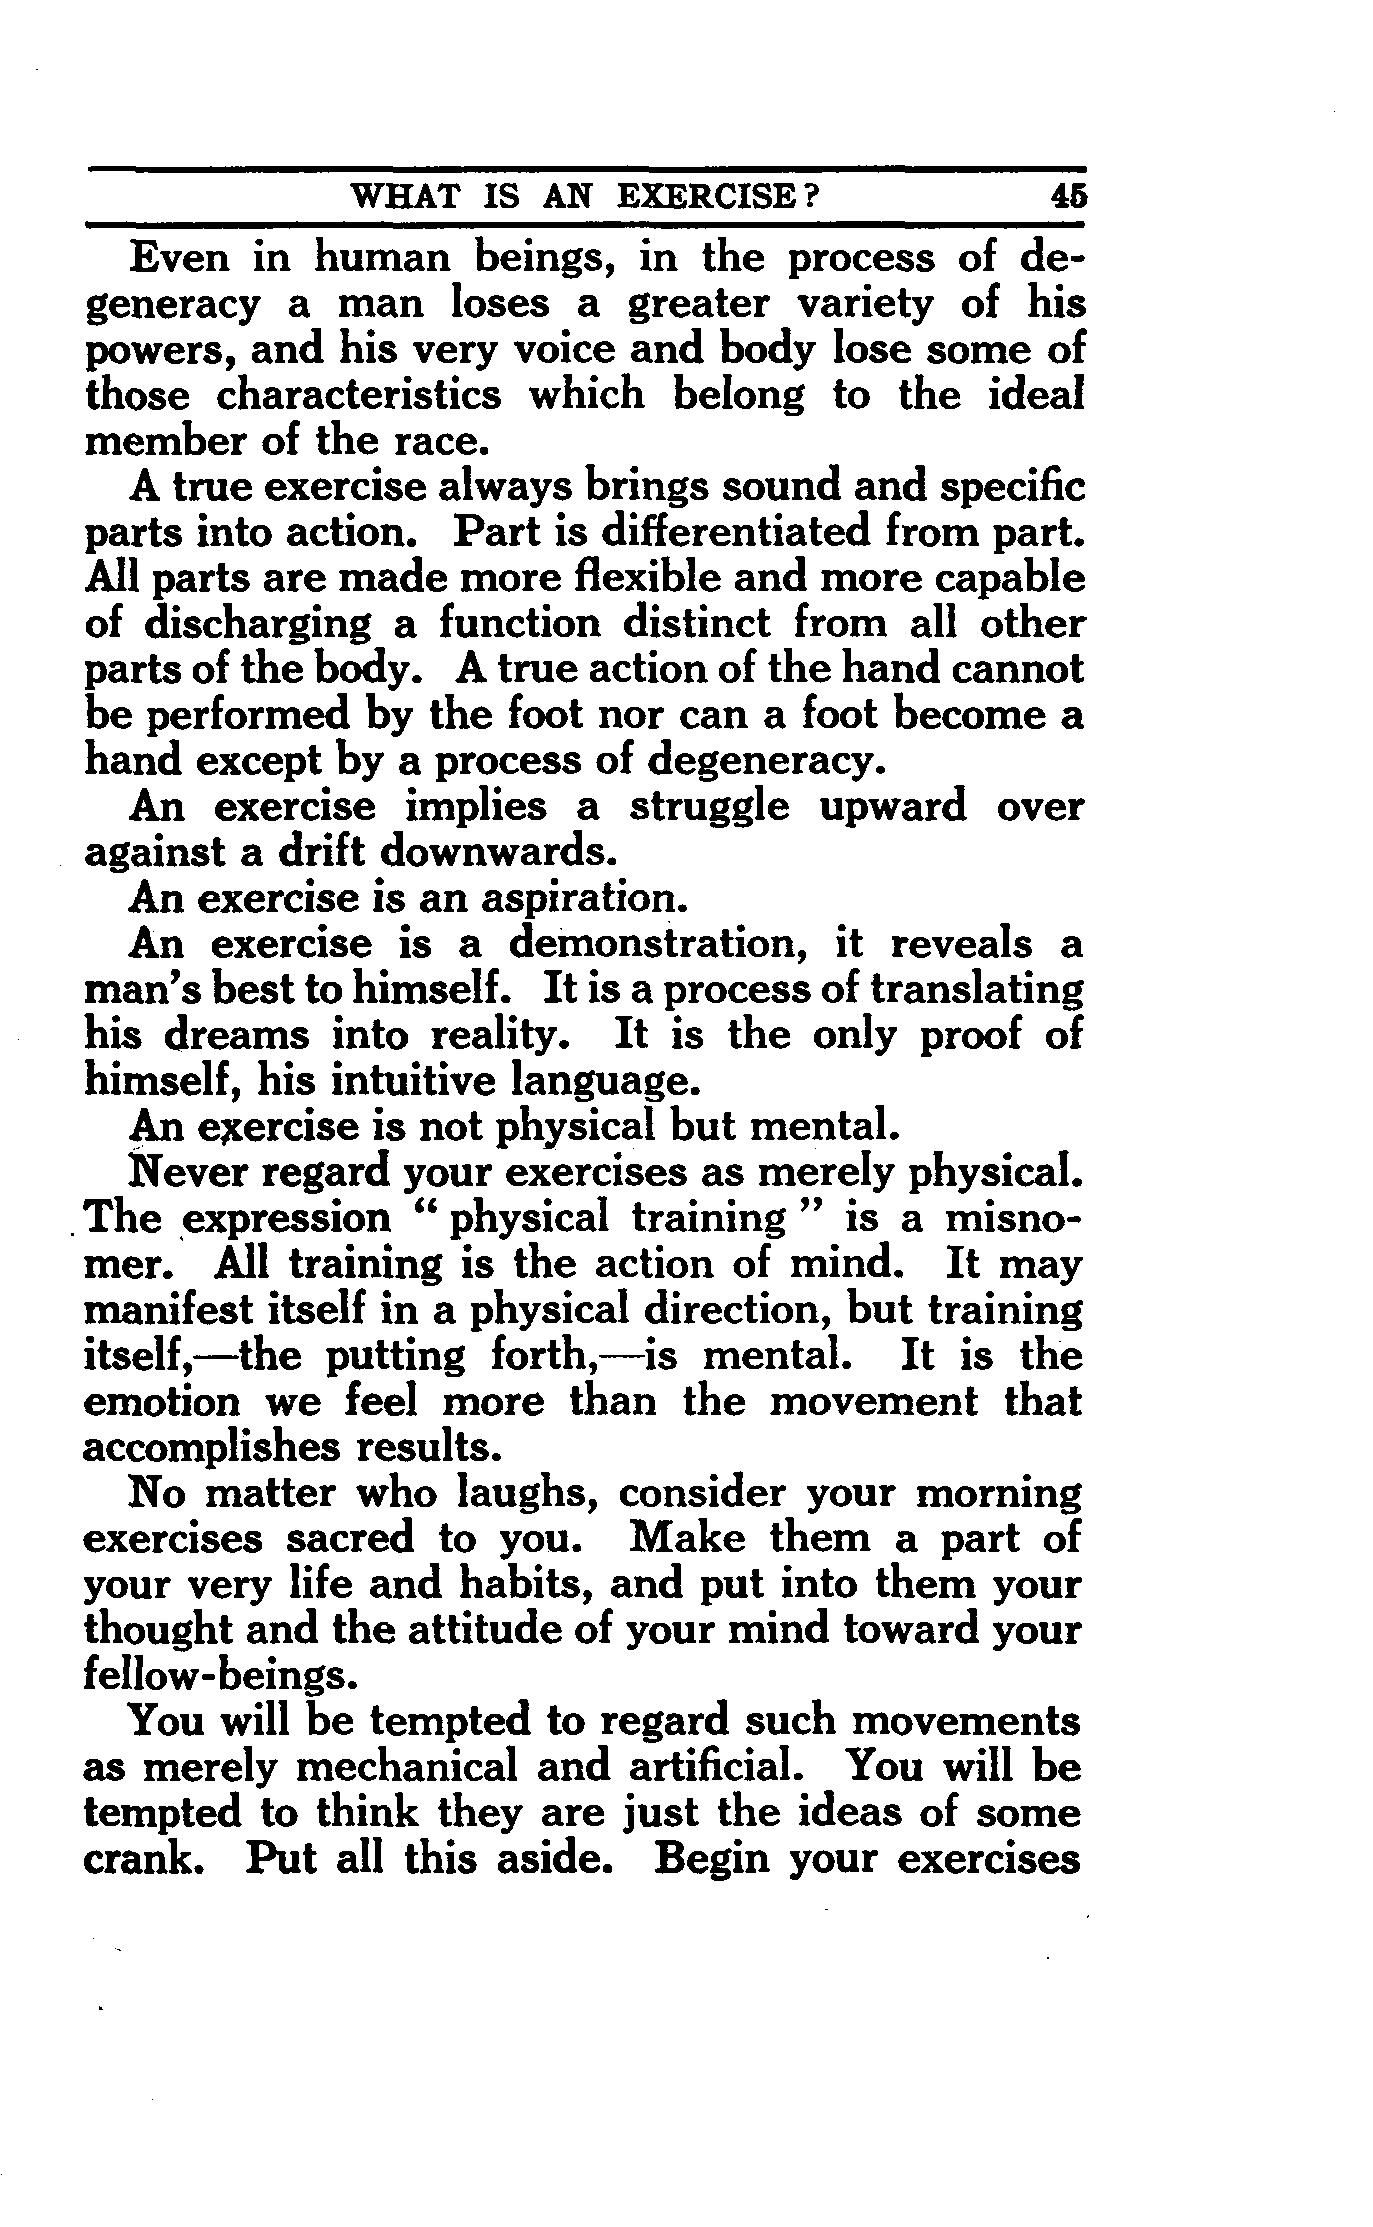 WHAT IS AN EXERCISE? 45
Even in human beings, in the process of de-
generacy a man loses a greater variety of his
powers, and his very voice and body lose some of
those characteristics which belong to the ideal
member of the race.
A true exercise always brings sound and specific
parts into action. Part is differentiated from part.
All parts are made more flexible and more capable
of discharging a function distinct from all other
parts of the body. A true action of the hand cannot
be performed by the foot nor can a foot become a
hand except by a process of degeneracy.
An exercise implies a struggle upward over
against a drift downwards.
An exercise is an aspiration.
An exercise is a demonstration, it reveals a
man's best to himself. It is a process of translating
his dreams into reality. It is the only proof of
himself, his intuitive language.
An exercise is not physical but mental.
Never regard your exercises as merely physical.
The expression “ physical training ” is a misno-
mer. All training is the action of mind. It may
manifest itself in a physical direction, but training
itself,—the putting forth,—is mental. It is the
emotion we feel more than the movement that
accomplishes results.
No matter who laughs, consider your morning
exercises sacred to you. Make them a part of
your very life and habits, and put into them your
thought and the attitude of your mind toward your
fellow-beings.
You will be tempted to regard such movements
as merely mechanical and artificial. You will be
tempted to think they are just the ideas of some
crank. Put all this aside. Begin your exercises